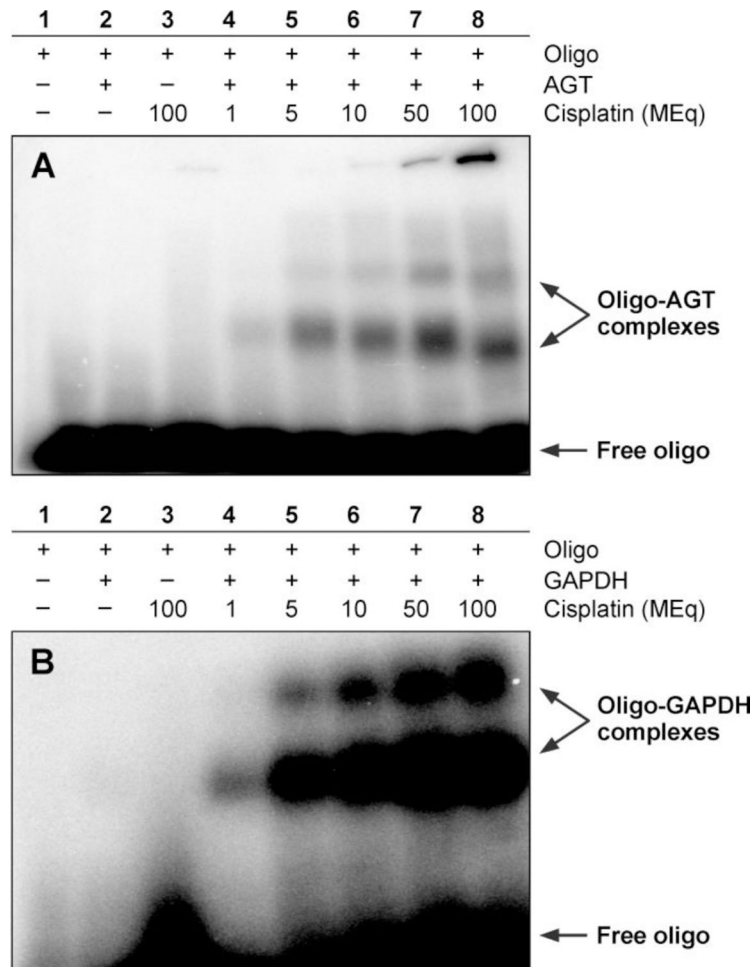 1 2 3 4 5 6 7 8
+ + + + + + + + Oligo
– + – + + + + + AGT
– – 100 1 5 10 50 100 Cisplatin (MEq)
A
Oligo-AGT
complexes
Free oligo
1 2 3 4 5 6 7 8
+ + + + + + + + Oligo
– + – + + + + + GAPDH
– – 100 1 5 10 50 100 Cisplatin (MEq)
B
Oligo-GAPDH
complexes
Free oligo